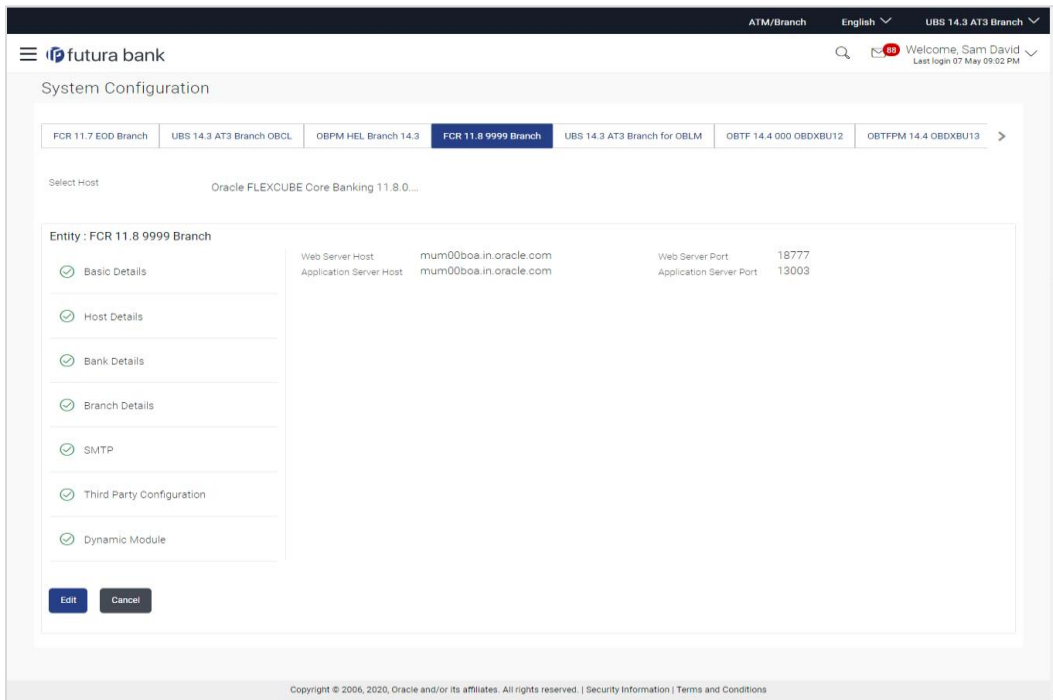 ATM/Branch English UBS 14.3 AT3 Branch
futura bank 88 Welcome, Sam David
Last login 07 May 09:02 PM
System Configuration
FCR 11.7 EOD Branch UBS 14.3 AT3 Branch OBCL OBPM HEL Branch 14.3 FCR 11.8 9999 Branch UBS 14.3 AT3 Branch for OBLM OBTF 14.4 000 OBDXBU12 OBTFPM 14.4 OBDXBU13
Select Host Oracle FLEXCUBE Core Banking 11.8.0....
Entity : FCR 11.8 9999 Branch
Web Server Host mum00boa.in.oracle.com Web Server Port 18777
Application Server Host mum00boa.in.oracle.com Application Server Port 13003
Basic Details
Host Details
Bank Details
Branch Details
SMTP
Third Party Configuration
Dynamic Module
Edit Cancel
Copyright © 2006, 2020, Oracle and/or its affiliates. All rights reserved. | Security Information | Terms and Conditions